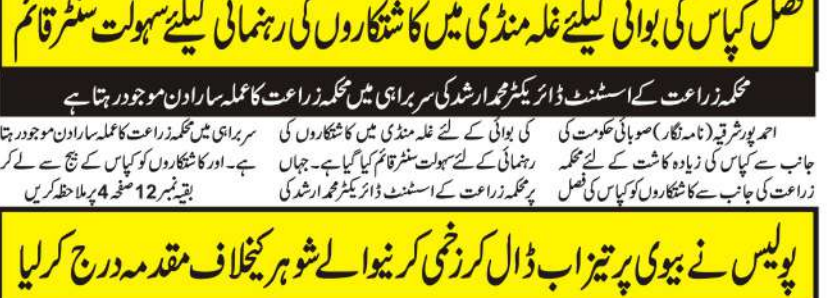 فصل کپاس کی بوائی کیلئے غلہ منڈی میں کاشتکاروں کی رہنمائی کیلئے سہولت سنٹر قائم
محکمہ زراعت کے اسسٹنٹ ڈائریکٹر محمد ارشد کی سربراہی میں محکمہ زراعت کا عملہ سارا دن موجود رہتا ہے
احمد پور شرقیہ (نامہ نگار) صوبائی حکومت کی
جانب سے کپاس کی زیادہ کاشت کے لئے محکمہ
زراعت کی جانب سے کاشتکاروں کو کپاس کی فصل
کی بوائی کے لئے غلہ منڈی میں کاشتکاروں کی
رہنمائی کے لئے سہولت سنٹر قائم کیا گیا ہے۔ جہاں
پر محکمہ زراعت کے اسسٹنٹ ڈائریکٹر محمد ارشد کی
سربراہی میں محکمہ زراعت کا عملہ سارا دن موجود رہتا
ہے۔ اور کاشتکاروں کو کپاس کے بیج سے لے کر
بقیہ نمبر 12 صفحہ 4 پر ملاحظہ کریں
پولیس نے بیوی پر تیزاب ڈال کر زخمی کرنیوالے شوہر کیخلاف مقدمہ درج کرلیا